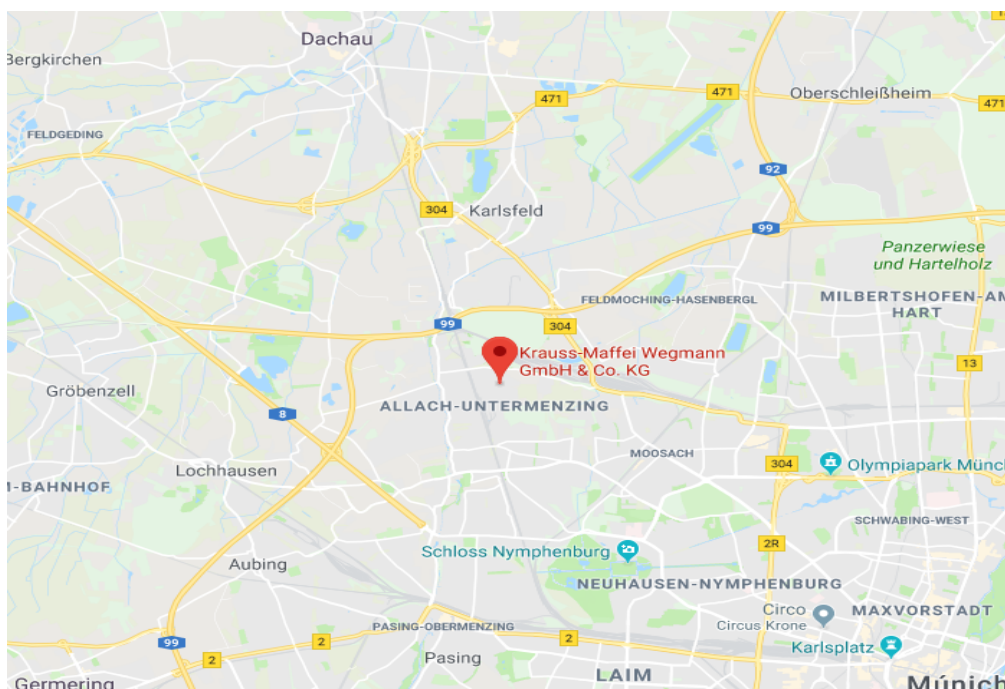 Dachau
Bergkirchen
471
471
Oberschleißheim
471
FELDGEDING
92
304
Karlsfeld
99
Panzerwiese
und Hartelholz
FELDMOCHING-HASENBERGL
MILBERTSHOFEN-AM
HART
99
304
Krauss-Maffei Wegmann
GmbH & Co. KG
13
Gröbenzell
ALLACH-UNTERMENZING
8
MOOSACH
Lochhausen
304
Olympiapark Münch
M-BAHNHOF
SCHWABING-WEST
2R
Schloss Nymphenburg
Aubing
NEUHAUSEN-NYMPHENBURG
Circo
Circus Krone
MAXVORSTADT
PASING-OBERMENZING
99
2
2
Karlsplatz
Pasing
LAIM
Germering
Múnich